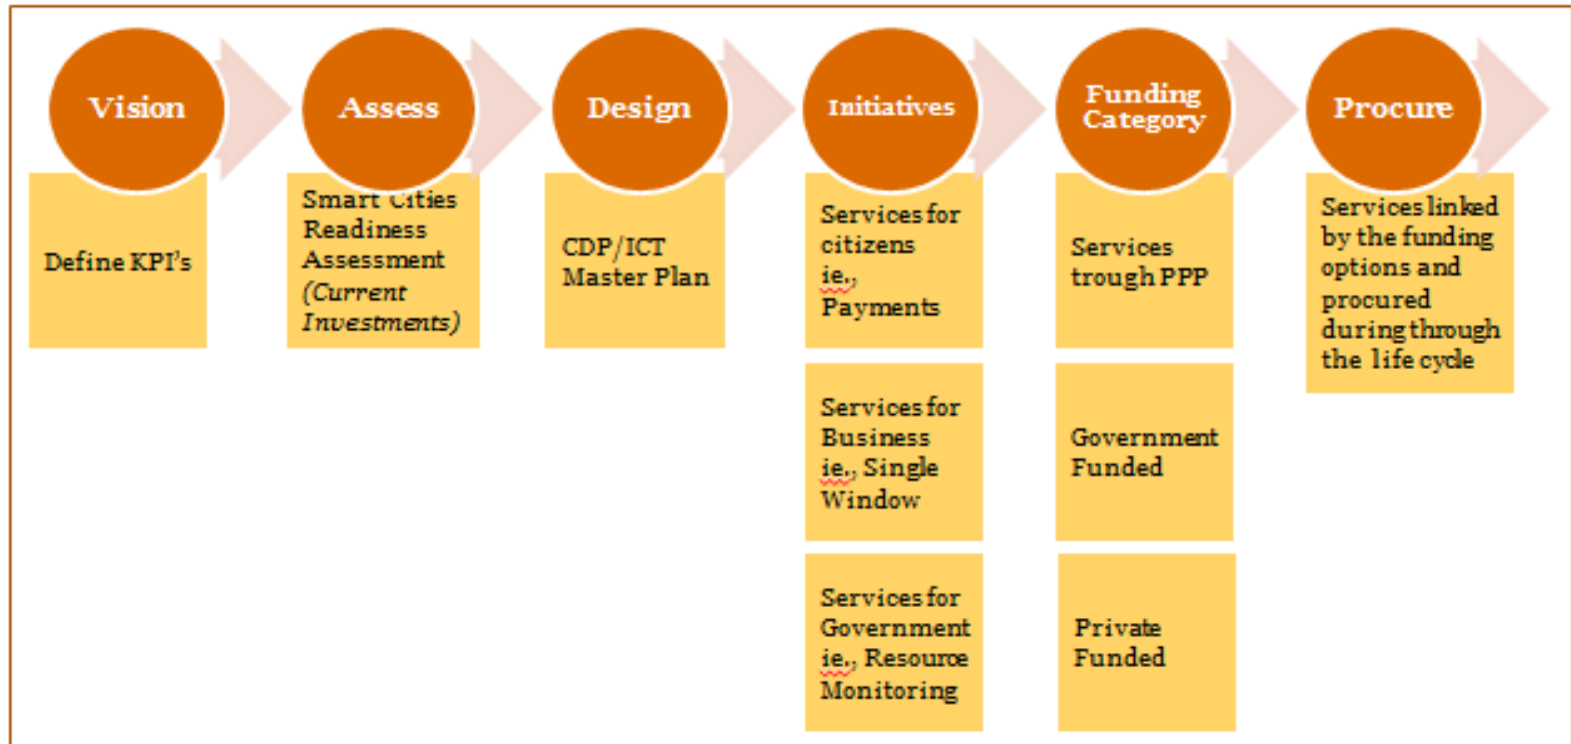 Vision
Define KPI's
Assess
Smart Cities
Readiness
Assessment
(Current
Investments)
Design
CDP/ICT
Master Plan
Initiatives
Services for
citizens
ie.,
Payments
Services for
Business
ie., Single
Window
Services for
Government
ie., Resource
Monitoring
Funding
Category
Services
trough PPP
Government
Funded
Private
Funded
Procure
Services linked
by the funding
options and
procured
during through
the life cycle